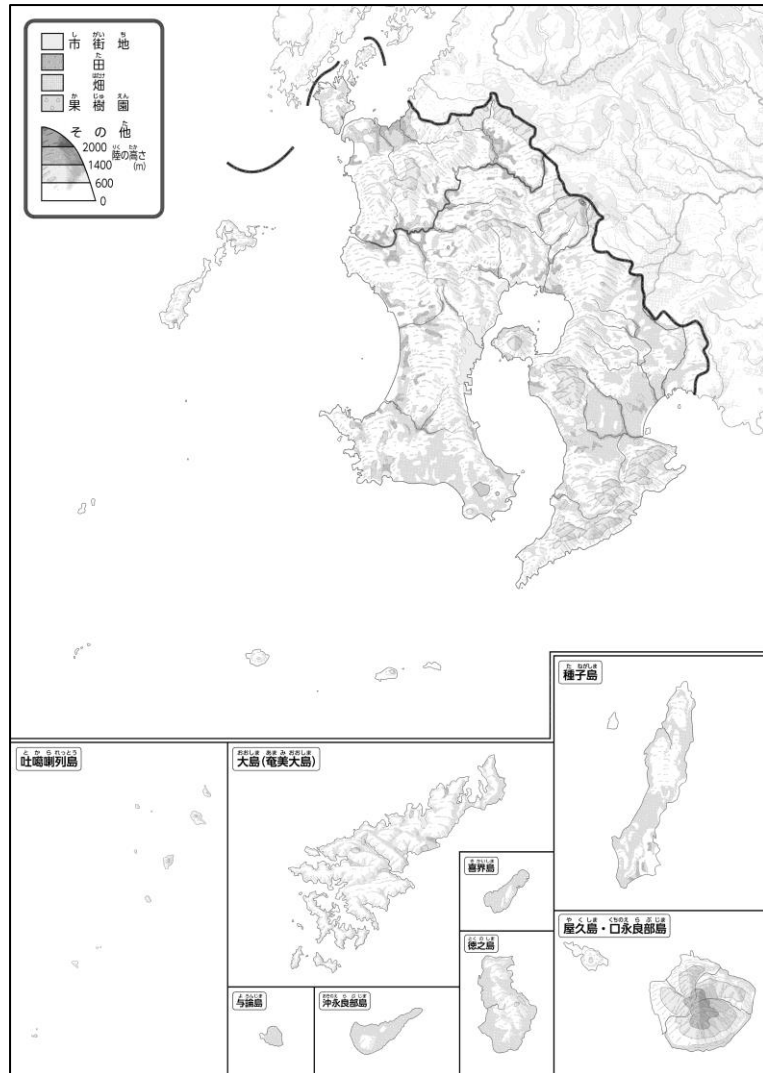 市街地
田
畑
果樹園
その他
2000
陸の高さ
(m)
1400
600
0
種子島
吐噶喇列島
大島(奄美大島)
喜界島
屋久島・口永良部島
徳之島
与論島
沖永良部島